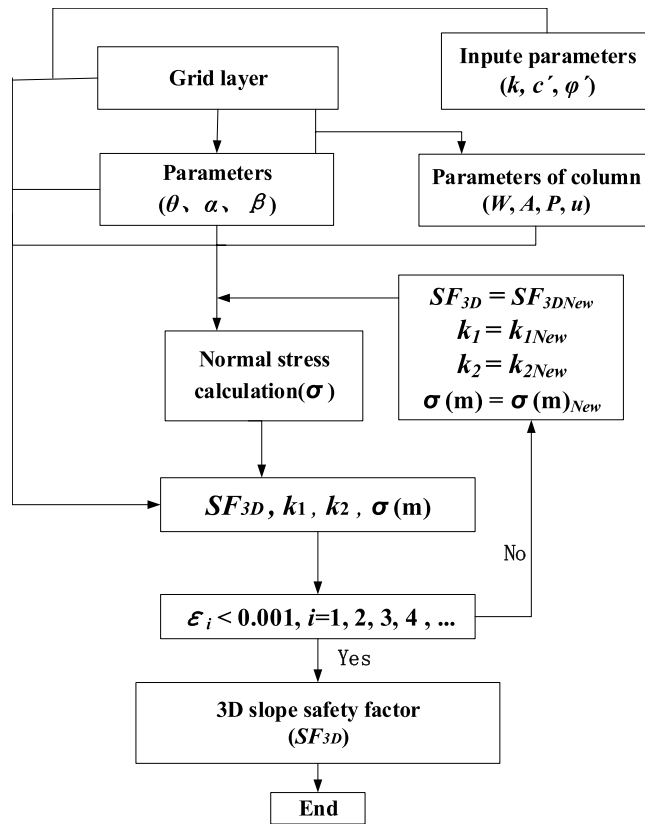 Grid layer
Inpute parameters
(k, c´, φ´)
Parameters
(θ、α、β)
Parameters of column
(W, A, P, u)
SF3D = SF3DNew
k1 = k1New
k2 = k2New
σ (m) = σ (m)New
Normal stress
calculation(σ)
SF3D , k1 , k2 , σ (m)
No
εi < 0.001, i=1, 2, 3, 4 , ...
Yes
3D slope safety factor
(SF3D)
End